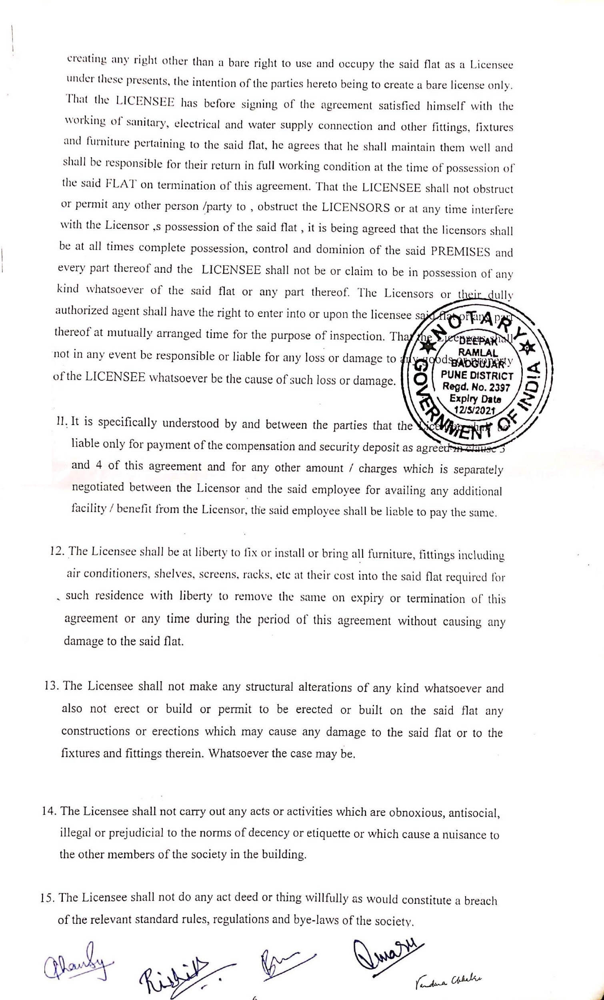 creating any right other than a bare right to use and occupy the said flat as a Licensee
under these presents, the intention of the parties hereto being to create a bare license only.
That the LICENSEE has before signing of the agreement satisfied himself with the
working of sanitary, electrical and water supply connection and other fittings, fixtures
and furniture pertaining to the said flat, he agrees that he shall maintain them well and
shall be responsible for their return in full working condition at the time of possession of
the said FLAT on termination of this agreement. That the LICENSEE shall not obstruct
or permit any other person /party to , obstruct the LICENSORS or at any time interfere
with the Licensor ,s possession of the said flat , it is being agreed that the licensors shall
be at all times complete possession, control and dominion of the said PREMISES and
every part thereof and the LICENSEE shall not be or claim to be in possession of any
kind whatsoever of the said flat or any part thereof. The Licensors or their dully
authorized agent shall have the right to enter into or upon the licensee said flat or any part
thereof at mutually arranged time for the purpose of inspection. That the Licensors shall
not in any event be responsible or liable for any loss or damage to any goods or property
of the LICENSEE whatsoever be the cause of such loss or damage.
NOTARY
GOVERNMENT OF INDIA
DEEPAK
RAMLAL
BADGUJAR
PUNE DISTRICT
Regd. No. 2397
Expiry Date
12/5/2021
11. It is specifically understood by and between the parties that the Licensee shall be
liable only for payment of the compensation and security deposit as agreed in clause 3
and 4 of this agreement and for any other amount / charges which is separately
negotiated between the Licensor and the said employee for availing any additional
facility / benefit from the Licensor, the said employee shall be liable to pay the same.
12. The Licensee shall be at liberty to fix or install or bring all furniture, fittings including
air conditioners, shelves, screens, racks, etc at their cost into the said flat required for
such residence with liberty to remove the same on expiry or termination of this
agreement or any time during the period of this agreement without causing any
damage to the said flat.
13. The Licensee shall not make any structural alterations of any kind whatsoever and
also not erect or build or permit to be erected or built on the said flat any
constructions or erections which may cause any damage to the said flat or to the
fixtures and fittings therein. Whatsoever the case may be.
14. The Licensee shall not carry out any acts or activities which are obnoxious, antisocial,
illegal or prejudicial to the norms of decency or etiquette or which cause a nuisance to
the other members of the society in the building.
15. The Licensee shall not do any act deed or thing willfully as would constitute a breach
of the relevant standard rules, regulations and bye-laws of the society.
Vandana